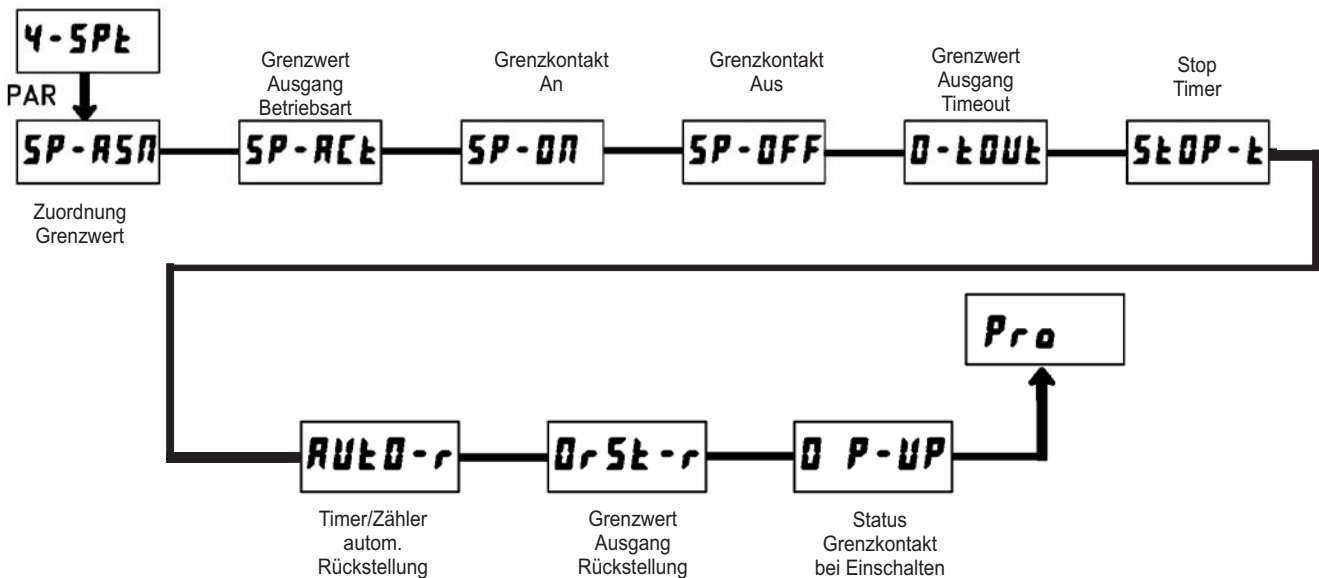 4-SPt
PAR
Grenzwert
Ausgang
Betriebsart
Grenzkontakt
An
Grenzkontakt
Aus
Grenzwert
Ausgang
Timeout
Stop
Timer
SP-ASN
SP-ACt
SP-ON
SP-OFF
O-tOUt
StOP-t
Zuordnung
Grenzwert
Pro
AUtO-r
OrSt-r
O P-UP
Timer/Zähler
autom.
Rückstellung
Grenzwert
Ausgang
Rückstellung
Status
Grenzkontakt
bei Einschalten